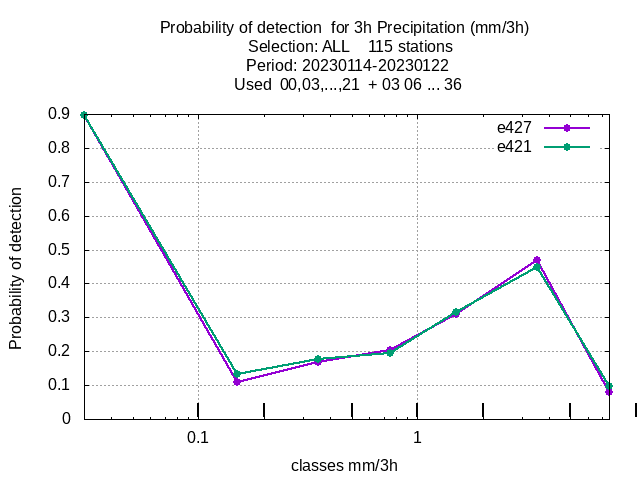 Probability of detection  for 3h Precipitation (mm/3h)
Selection: ALL    115 stations
Period: 20230114-20230122
Used  00,03,...,21  + 03 06 ... 36
e427
e421
Probability of detection
0.9
0.8
0.7
0.6
0.5
0.4
0.3
0.2
0.1
0
0.1
1
classes mm/3h